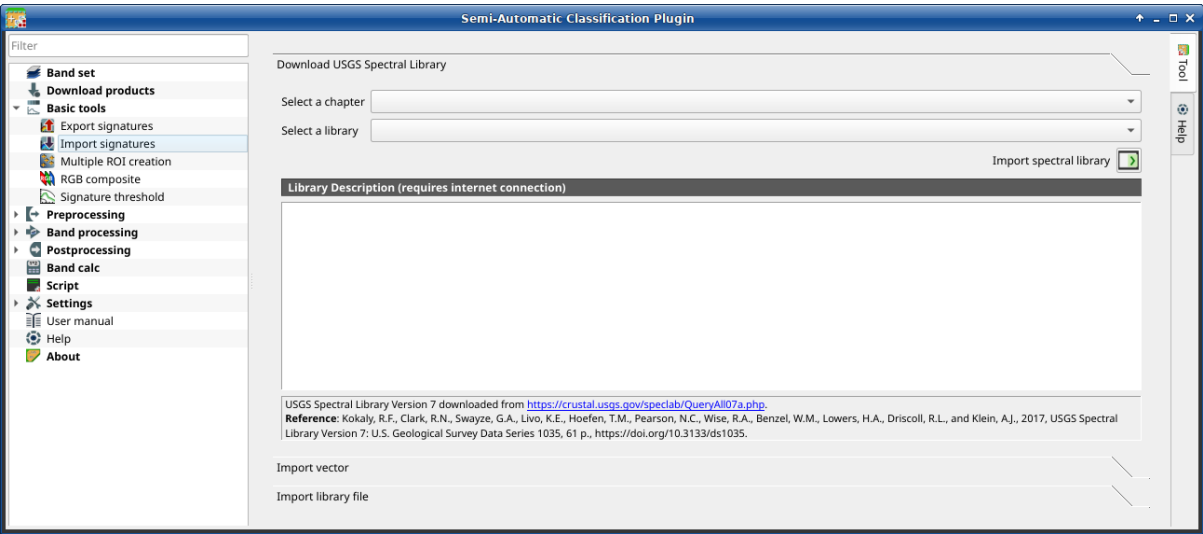 Semi-Automatic Classification Plugin
Filter
Band set
Download products
Basic tools
Export signatures
Import signatures
Multiple ROI creation
RGB composite
Signature threshold
Preprocessing
Band processing
Postprocessing
Band calc
Script
Settings
User manual
Help
About
Download USGS Spectral Library
Select a chapter
Select a library
Import spectral library
Library Description (requires internet connection)
USGS Spectral Library Version 7 downloaded from https://crustal.usgs.gov/speclab/QueryAll07a.php.
Reference: Kokaly, R.F., Clark, R.N., Swayze, G.A., Livo, K.E., Hoefen, T.M., Pearson, N.C., Wise, R.A., Benzel, W.M., Lowers, H.A., Driscoll, R.L., and Klein, A.J., 2017, USGS Spectral
Library Version 7: U.S. Geological Survey Data Series 1035, 61 p., https://doi.org/10.3133/ds1035.
Import vector
Import library file
Tool
Help